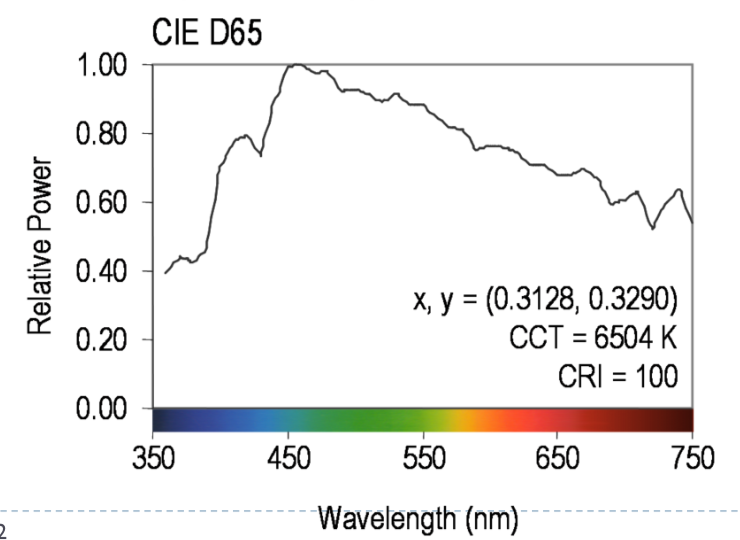 CIE D65
1.00
0.80
0.60
0.40
0.20
0.00
Relative Power
x, y = (0.3128, 0.3290)
CCT = 6504 K
CRI = 100
350 450 550 650 750
Wavelength (nm)
2